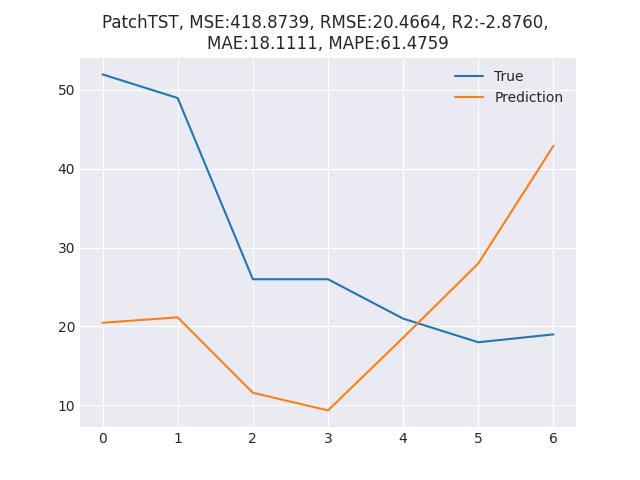 PatchTST, MSE:418.8739, RMSE:20.4664, R2:-2.8760,
MAE:18.1111, MAPE:61.4759
True
Prediction
50
40
30
20
10
0 1 2 3 4 5 6